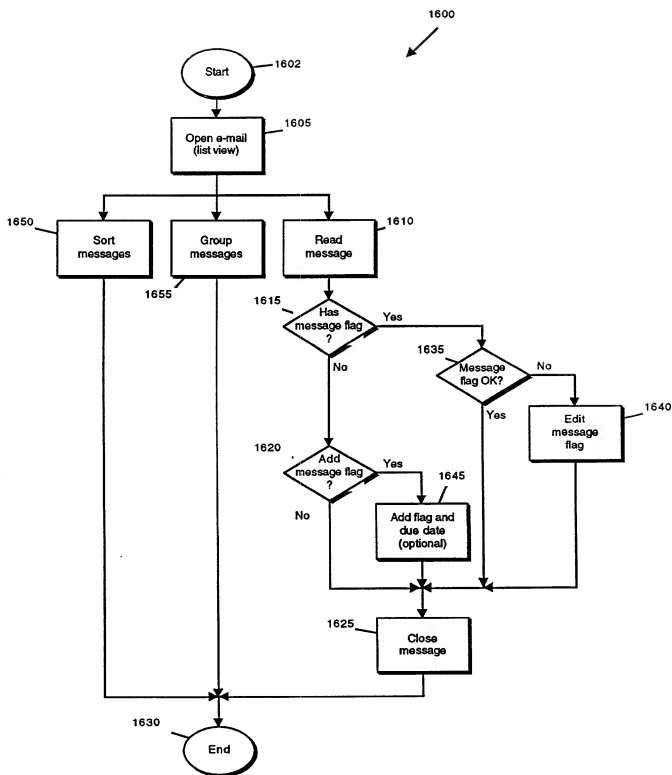 1600
Start
1602
Open e-mail
(list view)
1605
1650
Sort
messages
Group
messages
1655
Read
message
1610
1615
Has
message flag
?
Yes
No
1635
Message
flag OK?
No
Yes
Edit
message
flag
1640
1620
Add
message flag
?
Yes
No
1645
Add flag and
due date
(optional)
1625
Close
message
1630
End